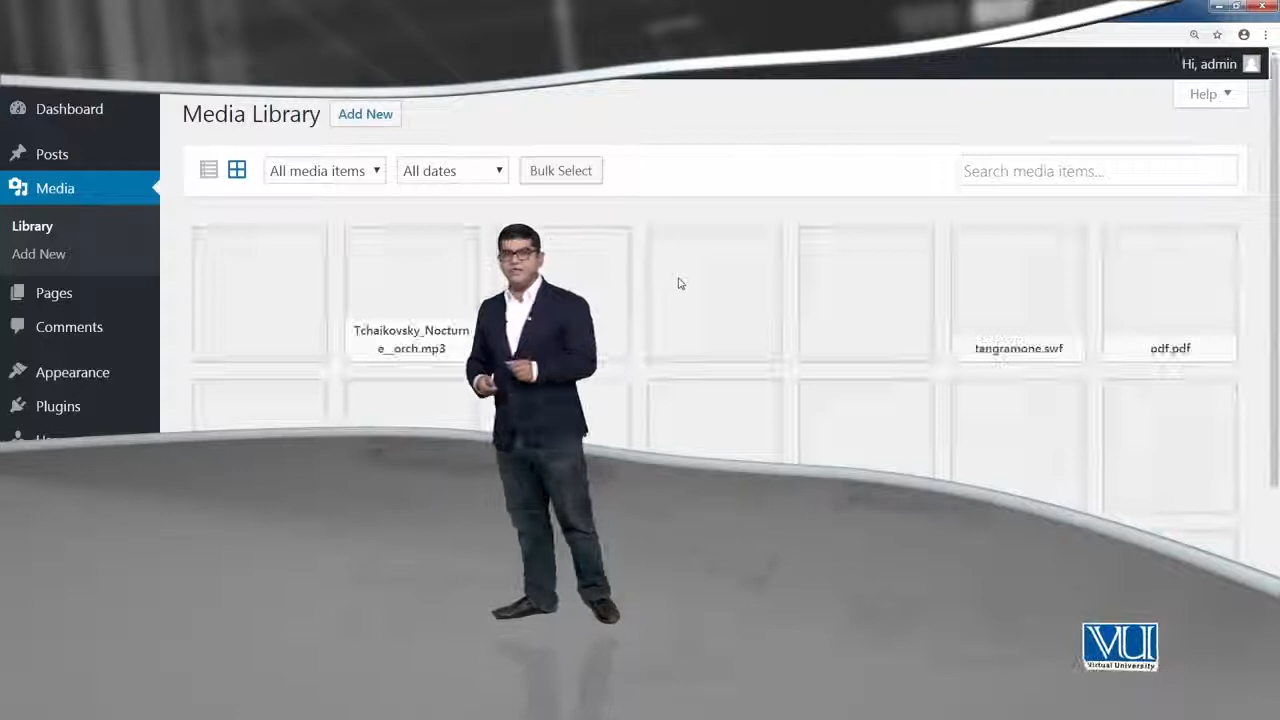 Hi, admin
Help
Dashboard
Media Library
Add New
Posts
All media items
All dates
Bulk Select
Search media items...
Media
Library
Add New
Pages
Comments
Tchaikovsky_Nocturn
e__orch.mp3
tangramone.swf
pdf.pdf
Appearance
Plugins
VU
Virtual University